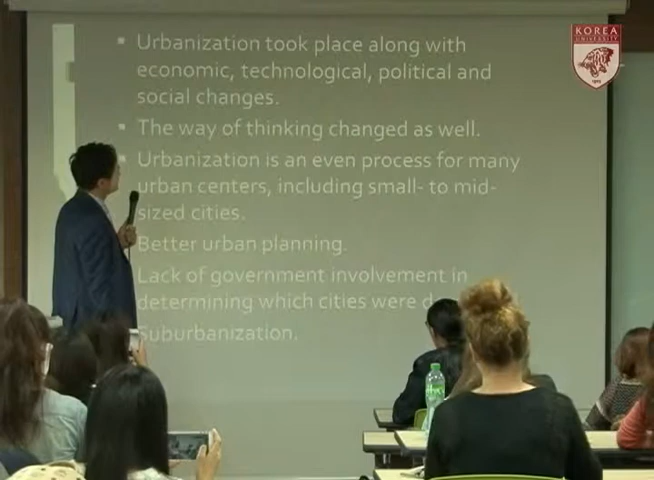 KOREA
UNIVERSITY
1905
Urbanization took place along with
economic, technological, political and
social changes.
The way of thinking changed as well.
Urbanization is an even process for many
urban centers, including small- to mid-
sized cities.
Better urban planning.
Lack of government involvement in
determining which cities were
Suburbanization.